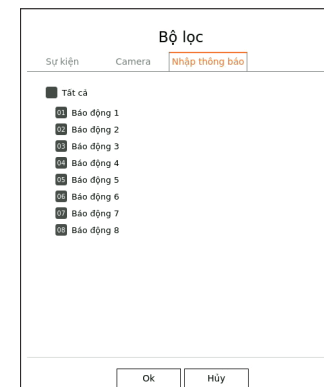 Bộ lọc
Sự kiện Camera Nhập thông báo
Tất cả
01 Báo động 1
02 Báo động 2
03 Báo động 3
04 Báo động 4
05 Báo động 5
06 Báo động 6
07 Báo động 7
08 Báo động 8
Ok Hủy